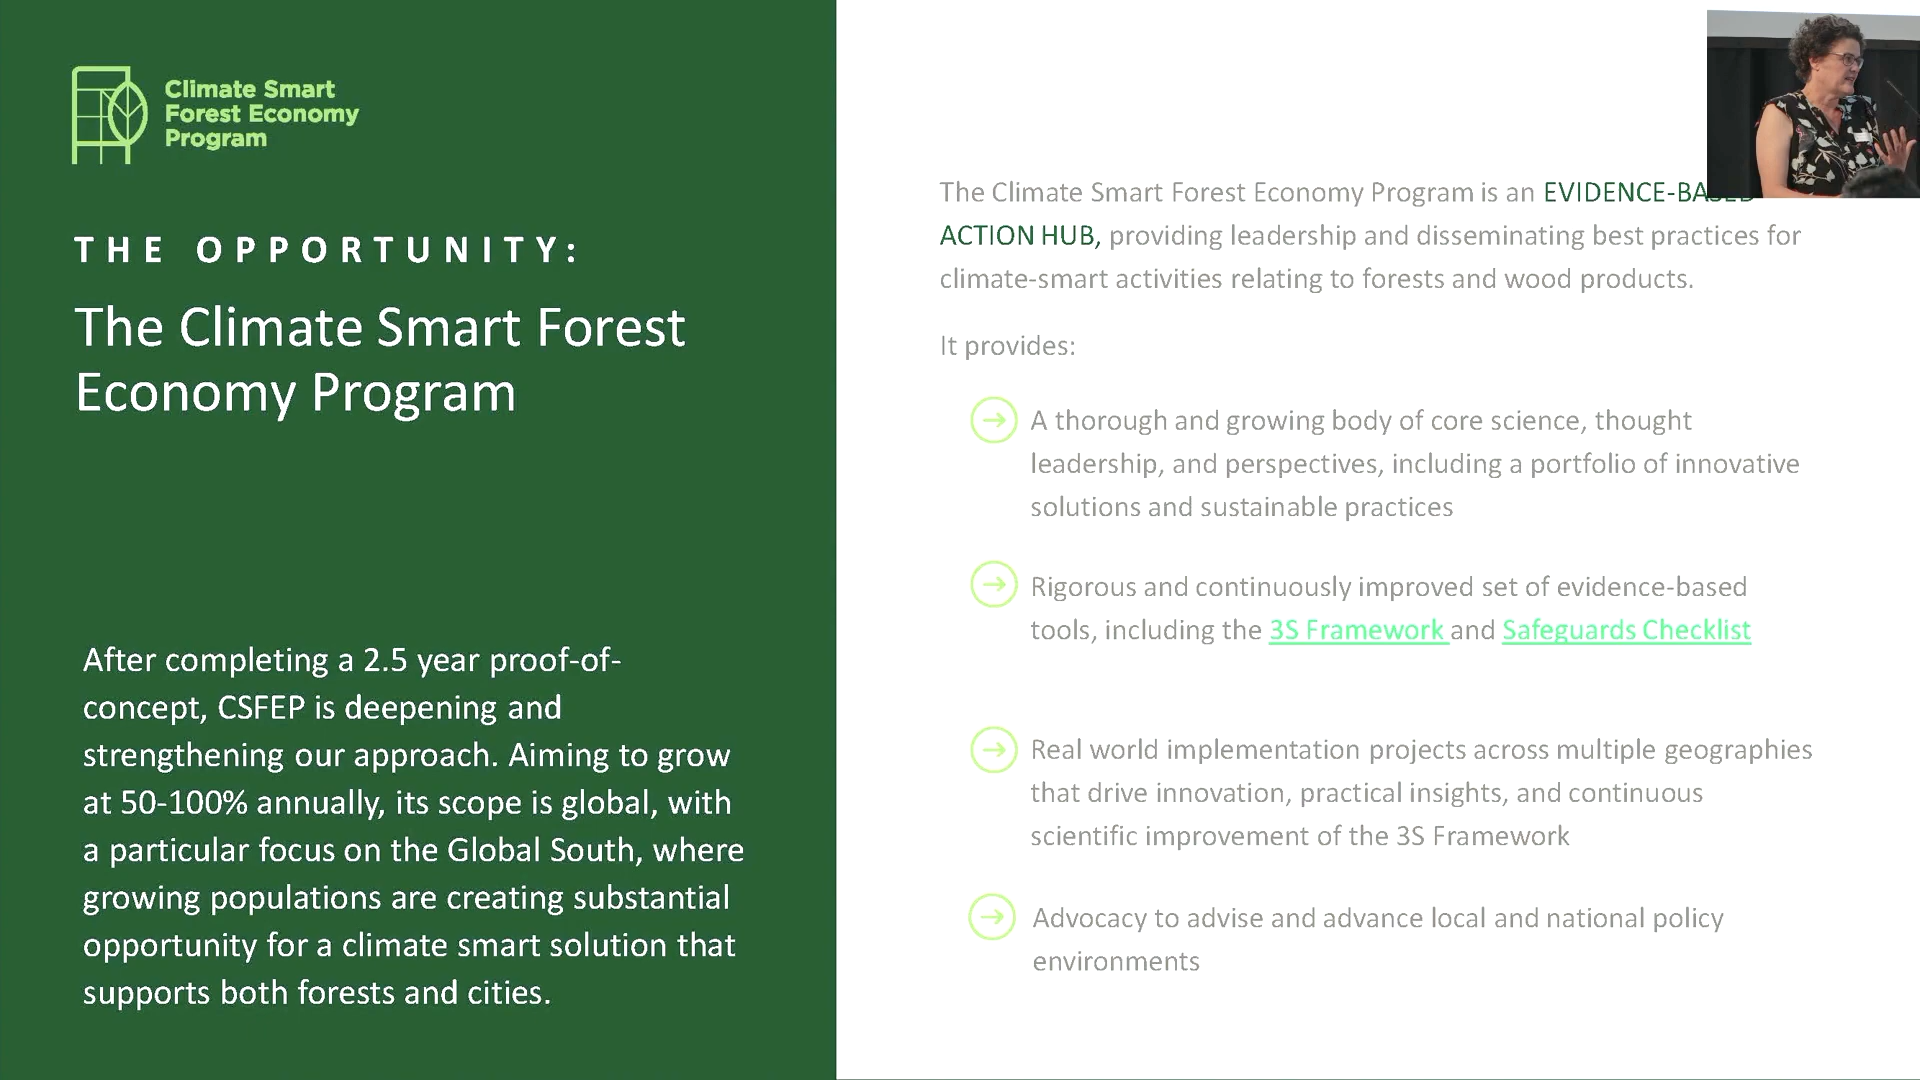 Climate Smart
Forest Economy
Program
THE OPPORTUNITY:
The Climate Smart Forest
Economy Program
After completing a 2.5 year proof-of-
concept, CSFEP is deepening and
strengthening our approach. Aiming to grow
at 50-100% annually, its scope is global, with
a particular focus on the Global South, where
growing populations are creating substantial
opportunity for a climate smart solution that
supports both forests and cities.
The Climate Smart Forest Economy Program is an EVIDENCE-BASED
ACTION HUB, providing leadership and disseminating best practices for
climate-smart activities relating to forests and wood products.
It provides:
A thorough and growing body of core science, thought
leadership, and perspectives, including a portfolio of innovative
solutions and sustainable practices
Rigorous and continuously improved set of evidence-based
tools, including the 3S Framework and Safeguards Checklist
Real world implementation projects across multiple geographies
that drive innovation, practical insights, and continuous
scientific improvement of the 3S Framework
Advocacy to advise and advance local and national policy
environments